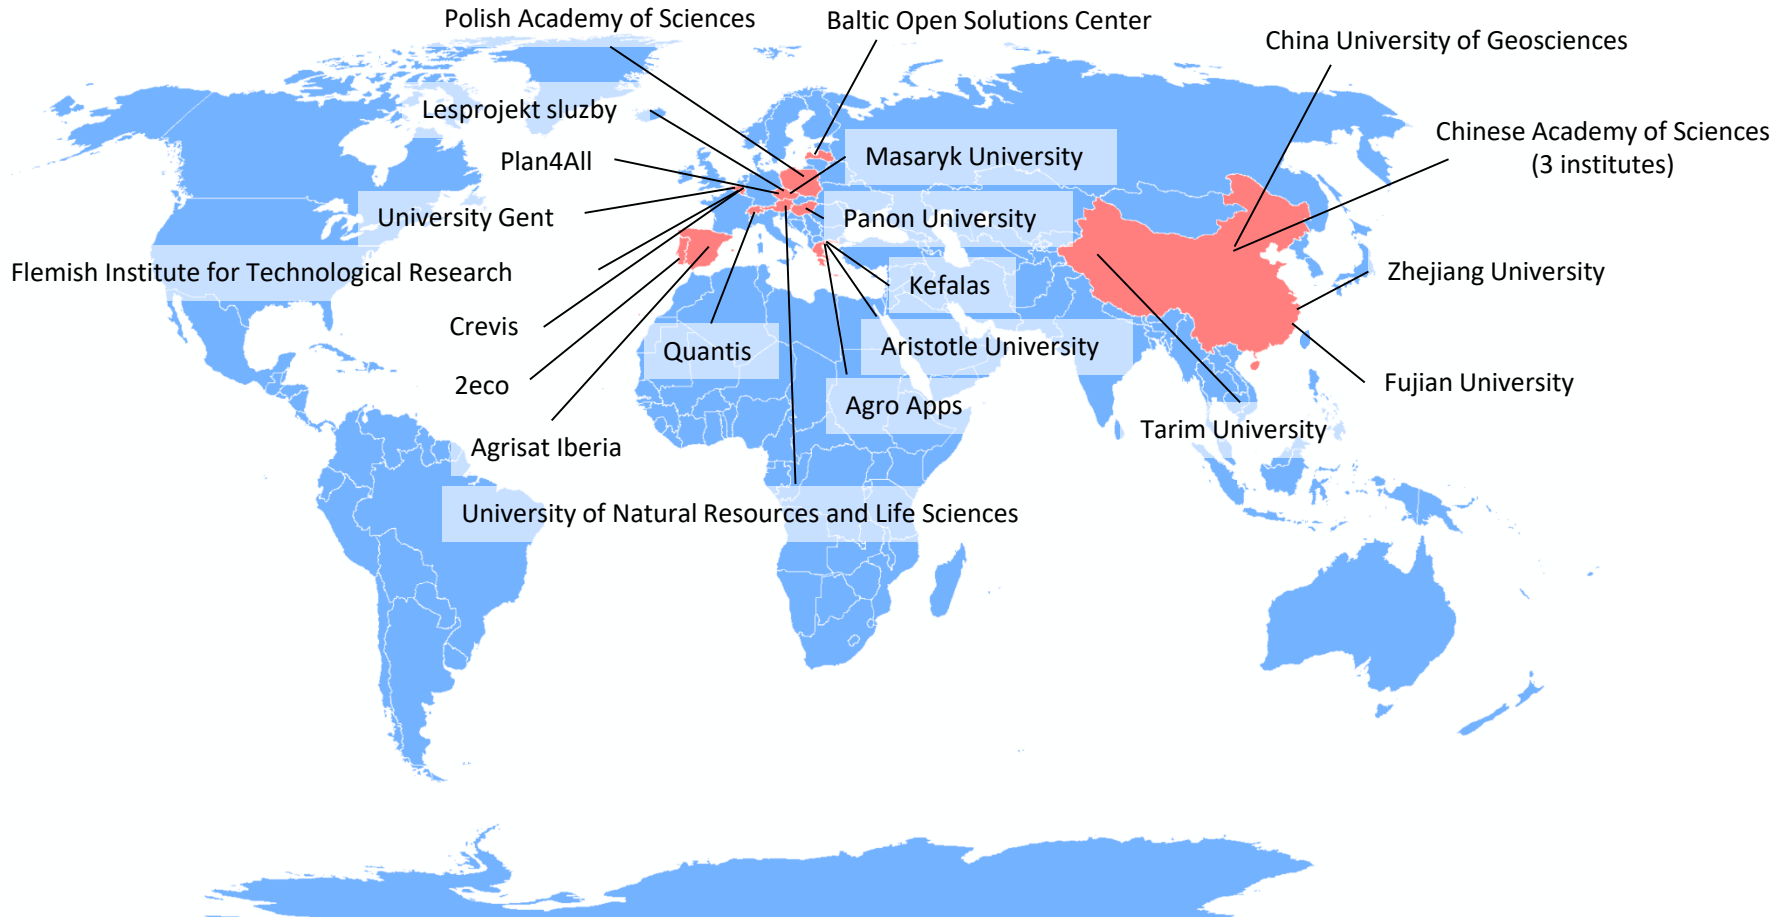 Polish Academy of Sciences
Baltic Open Solutions Center
China University of Geosciences
Lesprojekt sluzby
Chinese Academy of Sciences
(3 institutes)
Plan4All
Masaryk University
University Gent
Panon University
Flemish Institute for Technological Research
Kefalas
Zhejiang University
Crevis
Quantis
Aristotle University
2eco
Agro Apps
Fujian University
Agrisat Iberia
Tarim University
University of Natural Resources and Life Sciences